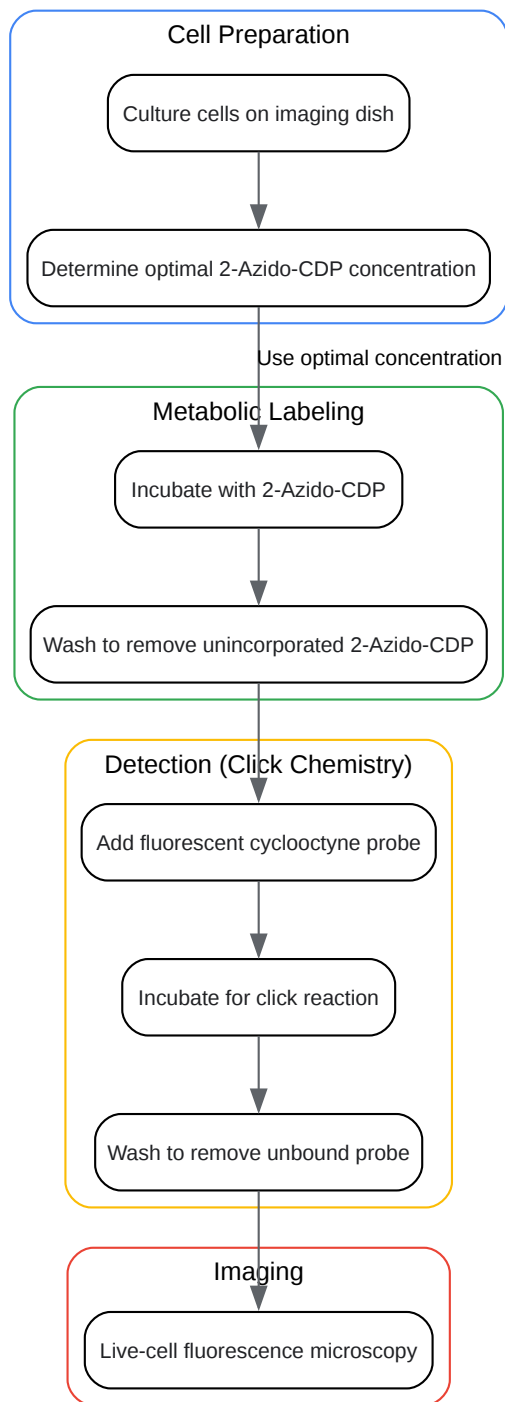 Cell Preparation
Culture cells on imaging dish
Determine optimal 2-Azido-CDP concentration
Use optimal concentration
Metabolic Labeling
Incubate with 2-Azido-CDP
Wash to remove unincorporated 2-Azido-CDP
Detection (Click Chemistry)
Add fluorescent cyclooctyne probe
Incubate for click reaction
Wash to remove unbound probe
Imaging
Live-cell fluorescence microscopy